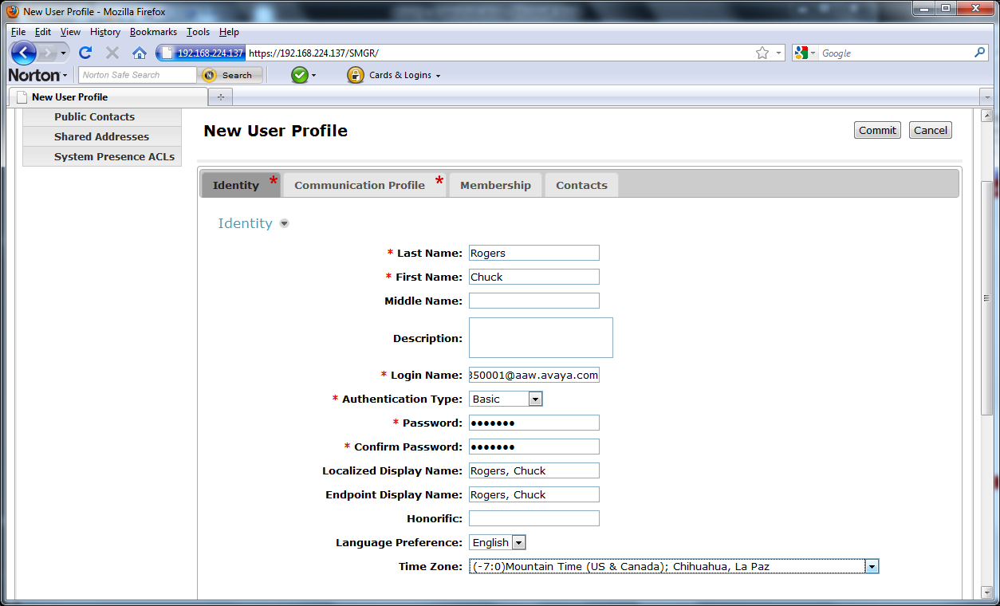 New User Profile - Mozilla Firefox
File Edit View History Bookmarks Tools Help
192.168.224.137 https://192.168.224.137/SMGR/ Google
Norton Norton Safe Search N Search Cards & Logins
New User Profile
Public Contacts
Shared Addresses
System Presence ACLs
New User Profile Commit Cancel
Identity * Communication Profile * Membership Contacts
Identity
* Last Name: Rogers
* First Name: Chuck
Middle Name:
Description:
* Login Name: 350001@aaw.avaya.com
* Authentication Type: Basic
* Password: •••••••
* Confirm Password: •••••••
Localized Display Name: Rogers, Chuck
Endpoint Display Name: Rogers, Chuck
Honorific:
Language Preference: English
Time Zone: (-7:0)Mountain Time (US & Canada); Chihuahua, La Paz